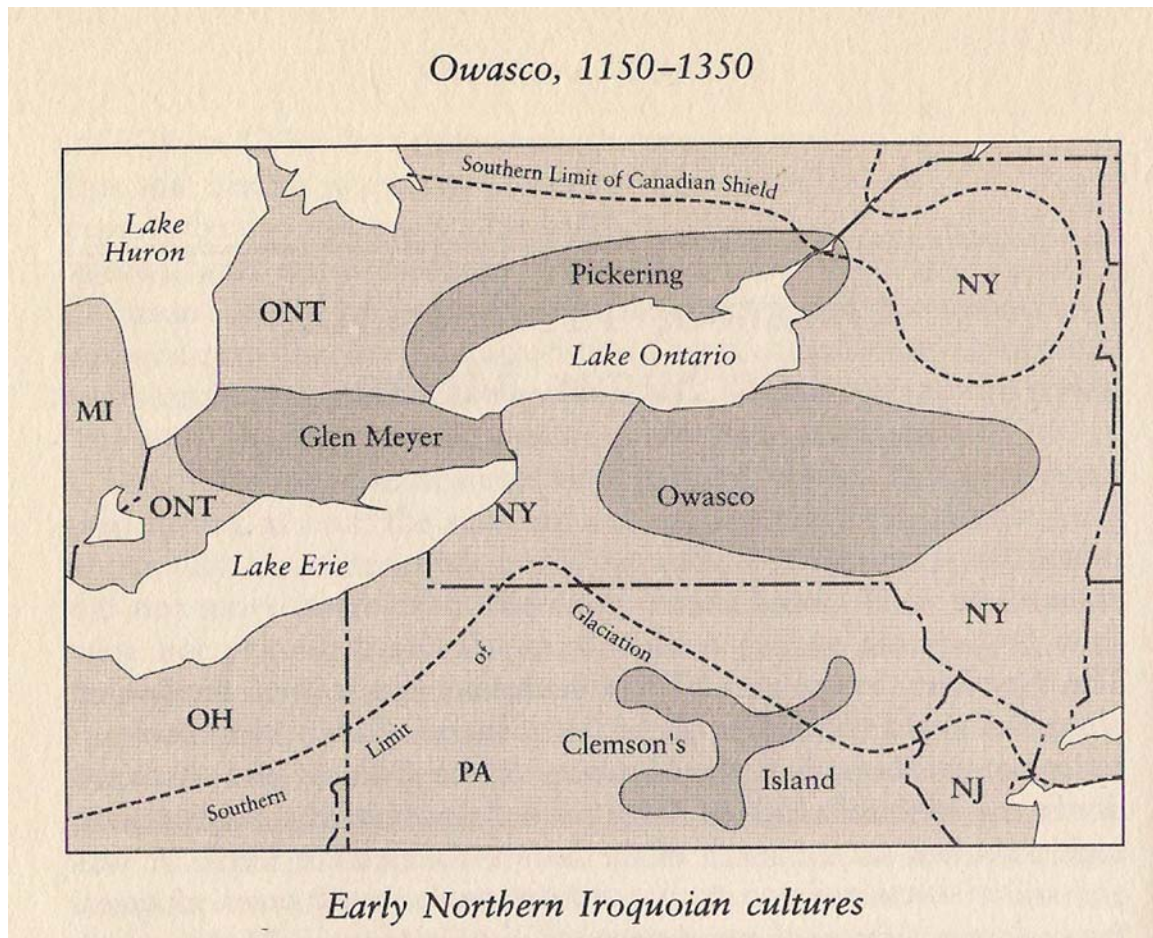 Owasco, 1150–1350
Southern Limit of Canadian Shield
Lake
Huron
ONT
Pickering
NY
Lake Ontario
MI
Glen Meyer
Owasco
ONT
NY
Lake Erie
NY
Southern Limit of Glaciation
OH
Clemson's
Island
PA
NJ
Early Northern Iroquoian cultures